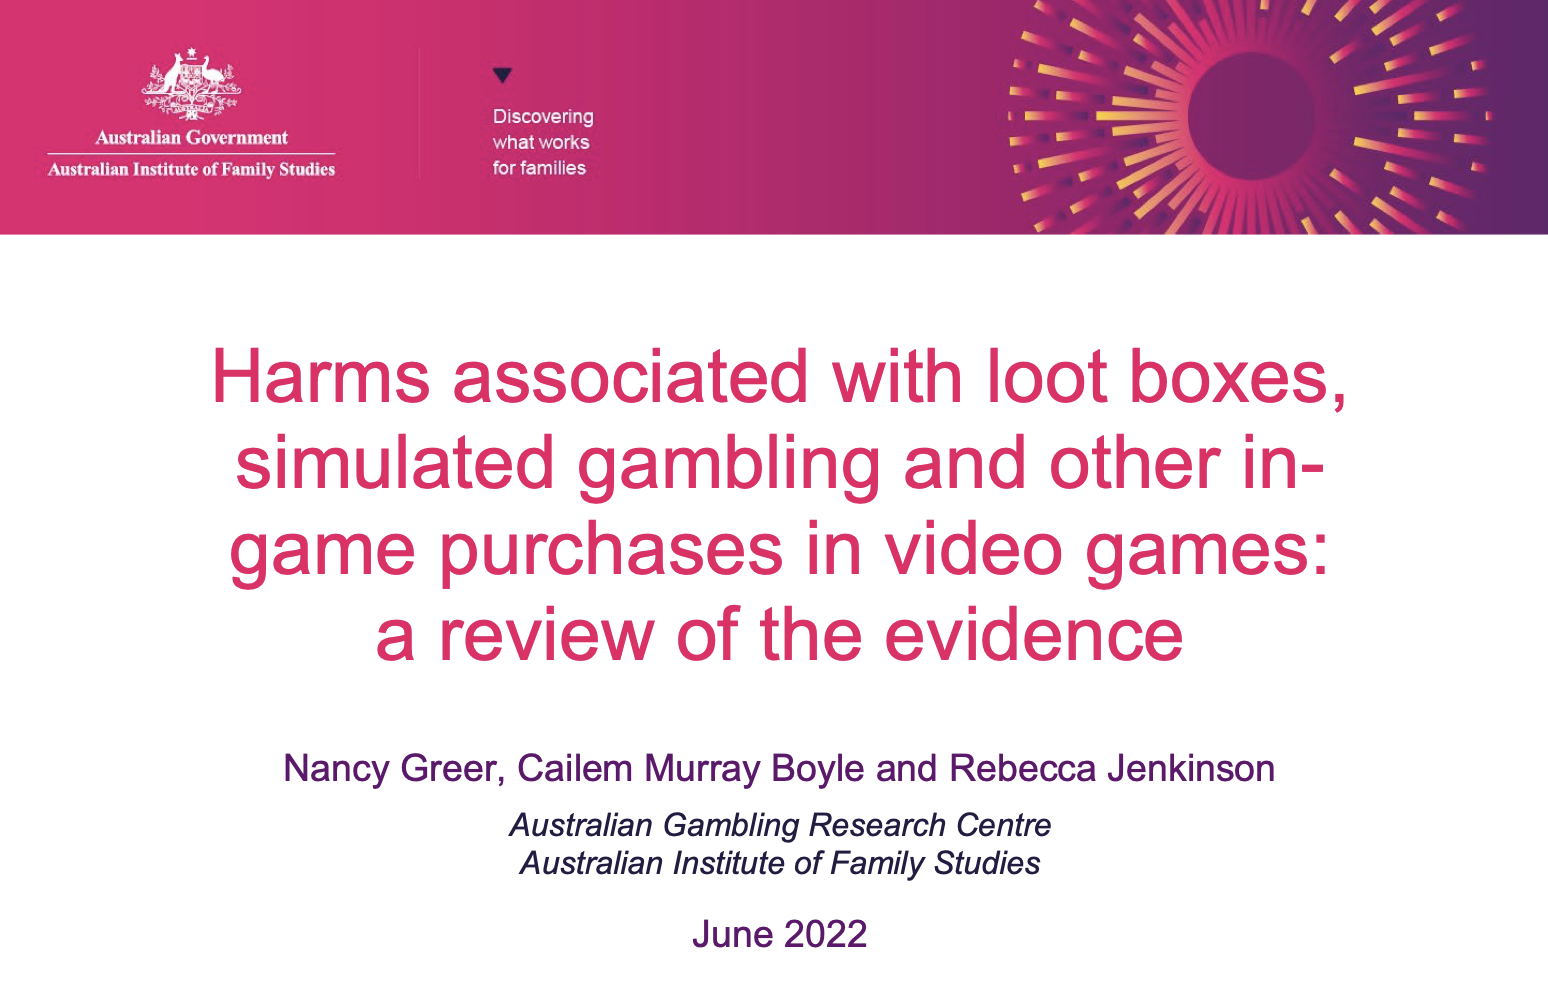 Australian Government
Australian Institute of Family Studies
Discovering
what works
for families
Harms associated with loot boxes,
simulated gambling and other in-
game purchases in video games:
a review of the evidence
Nancy Greer, Cailem Murray Boyle and Rebecca Jenkinson
Australian Gambling Research Centre
Australian Institute of Family Studies
June 2022